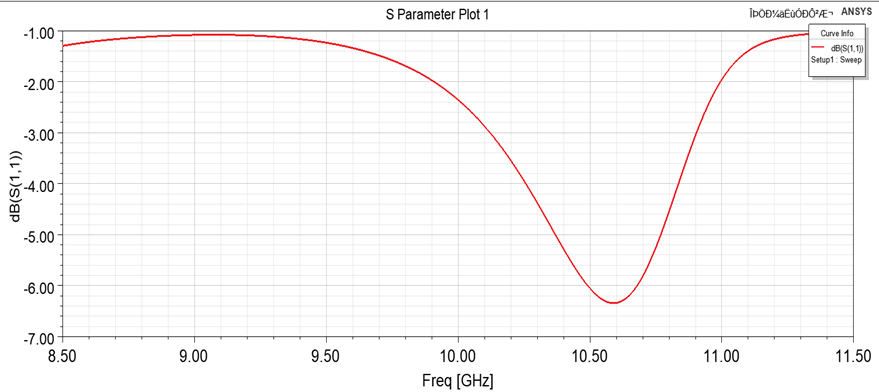 S Parameter Plot 1
ÎÞÓÐ¼äËùÓÐÔ²Æ¬ ANSYS
Curve Info
dB(S(1,1))
Setup1 : Sweep
-1.00
-2.00
-3.00
-4.00
-5.00
-6.00
-7.00
dB(S(1,1))
8.50 9.00 9.50 10.00 10.50 11.00 11.50
Freq [GHz]